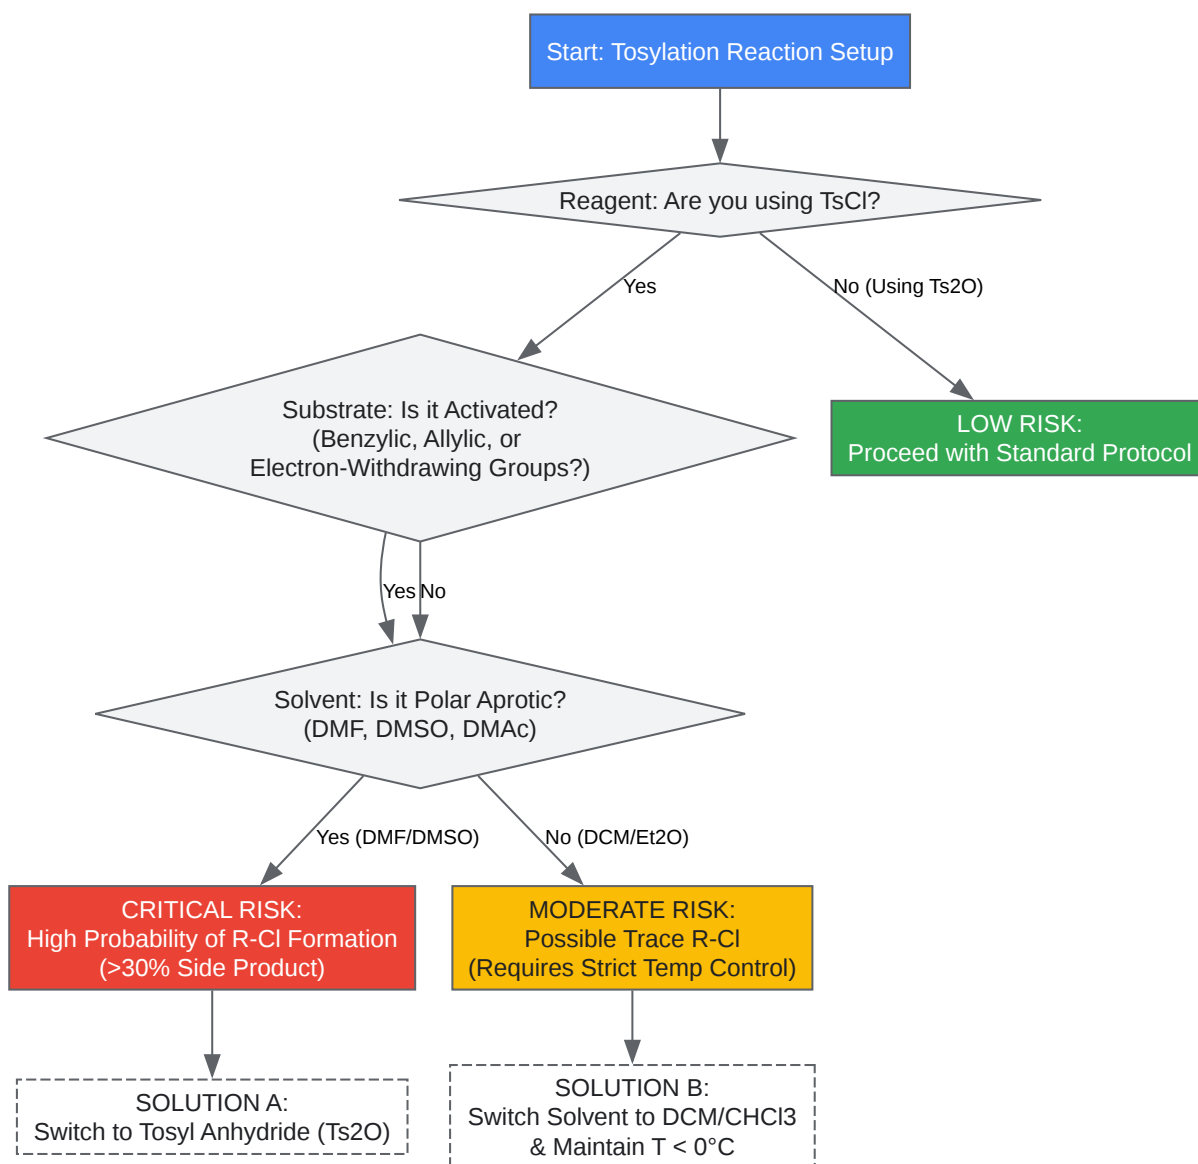 Start: Tosylation Reaction Setup
Reagent: Are you using TsCl?
Yes
No (Using Ts2O)
Substrate: Is it Activated?
(Benzylic, Allylic, or
Electron-Withdrawing Groups?)
LOW RISK:
Proceed with Standard Protocol
Yes
No
Solvent: Is it Polar Aprotic?
(DMF, DMSO, DMAc)
Yes (DMF/DMSO)
No (DCM/Et2O)
CRITICAL RISK:
High Probability of R-Cl Formation
(>30% Side Product)
MODERATE RISK:
Possible Trace R-Cl
(Requires Strict Temp Control)
SOLUTION A:
Switch to Tosyl Anhydride (Ts2O)
SOLUTION B:
Switch Solvent to DCM/CHCl3
& Maintain T < 0°C